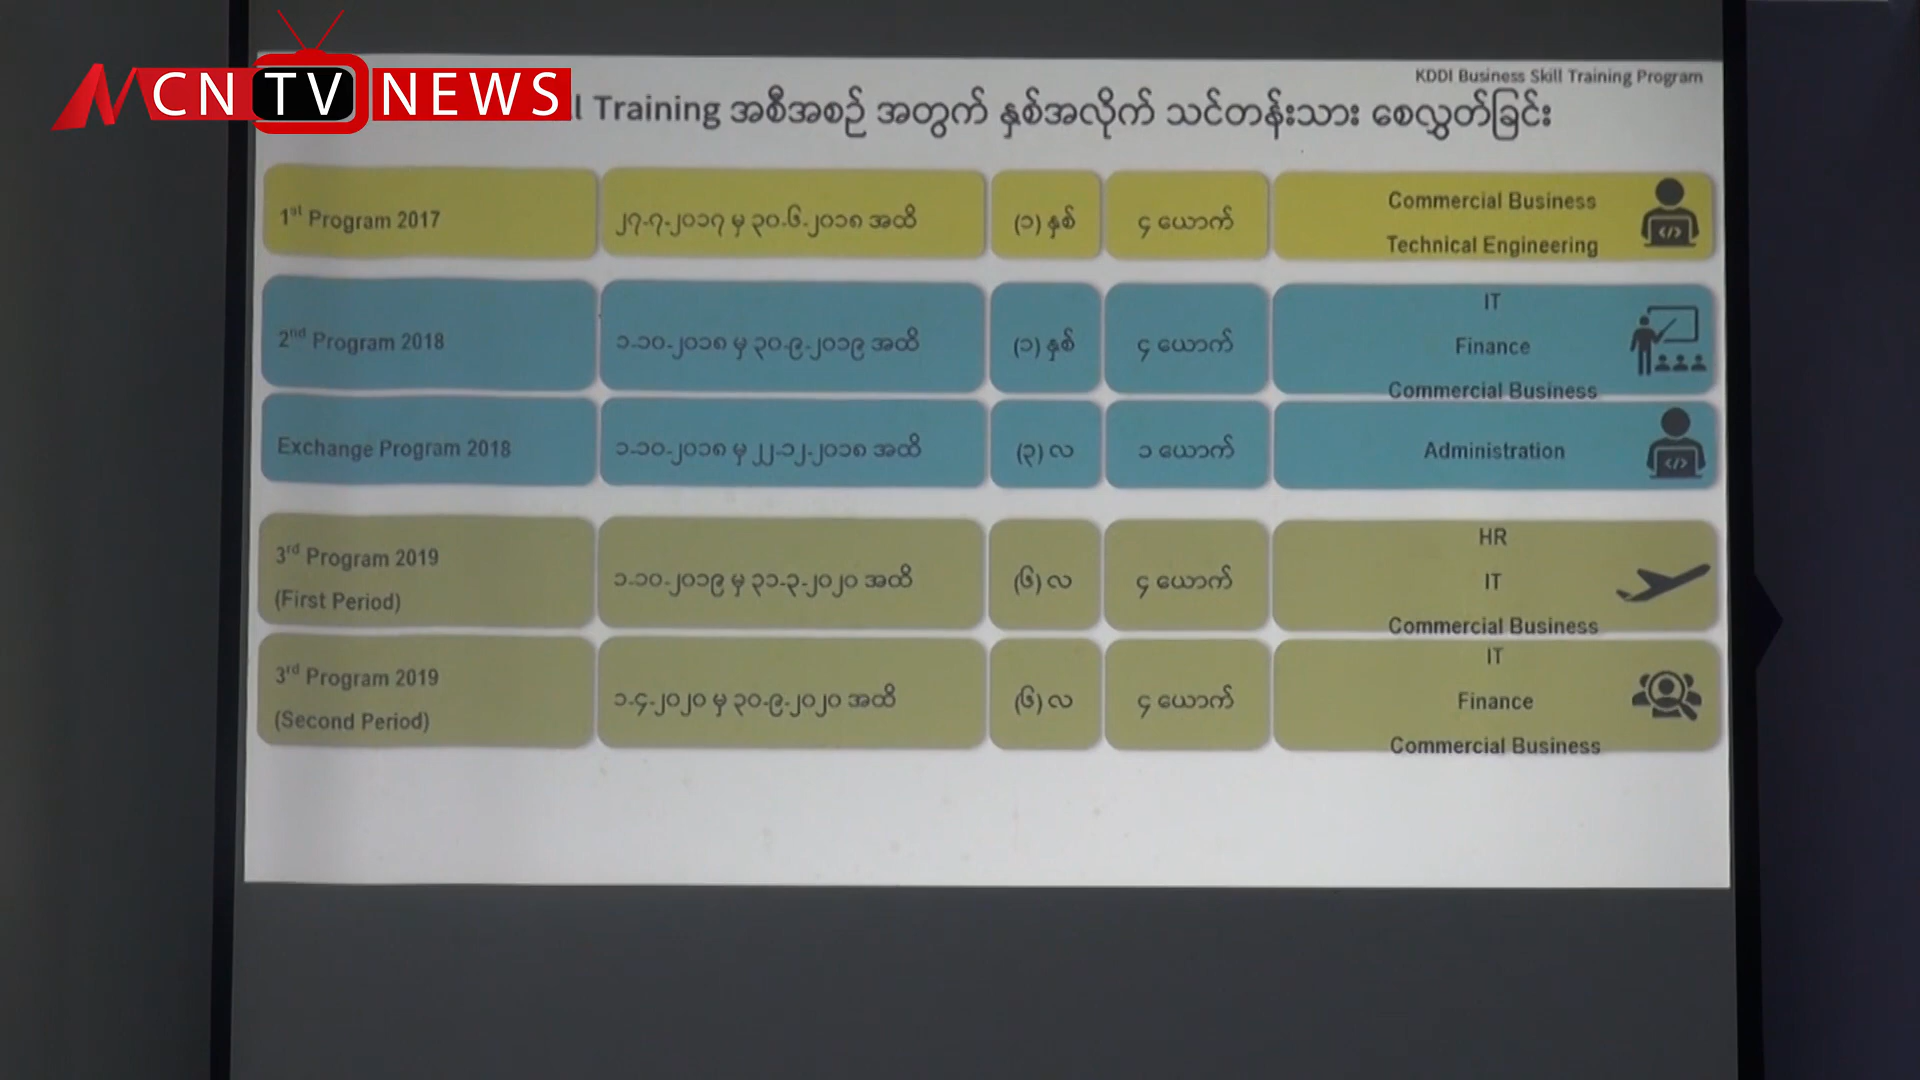 MCN TV NEWS
KDDI Business Skill Training Program
l Training အစီအစဉ် အတွက် နှစ်အလိုက် သင်တန်းသား စေလွှတ်ခြင်း
1st Program 2017
၂၇-၇-၂၀၁၇ မှ ၃၀-၆-၂၀၁၈ အထိ
(၁) နှစ်
၄ ယောက်
Commercial Business
Technical Engineering
2nd Program 2018
၁-၁၀-၂၀၁၈ မှ ၃၀-၉-၂၀၁၉ အထိ
(၁) နှစ်
၄ ယောက်
IT
Finance
Commercial Business
Exchange Program 2018
၁-၁၀-၂၀၁၈ မှ ၂၂-၁၂-၂၀၁၈ အထိ
(၃) လ
၁ ယောက်
Administration
3rd Program 2019
(First Period)
၁-၁၀-၂၀၁၉ မှ ၃၁-၃-၂၀၂၀ အထိ
(၆) လ
၄ ယောက်
HR
IT
Commercial Business
3rd Program 2019
(Second Period)
၁-၄-၂၀၂၀ မှ ၃၀-၉-၂၀၂၀ အထိ
(၆) လ
၄ ယောက်
IT
Finance
Commercial Business